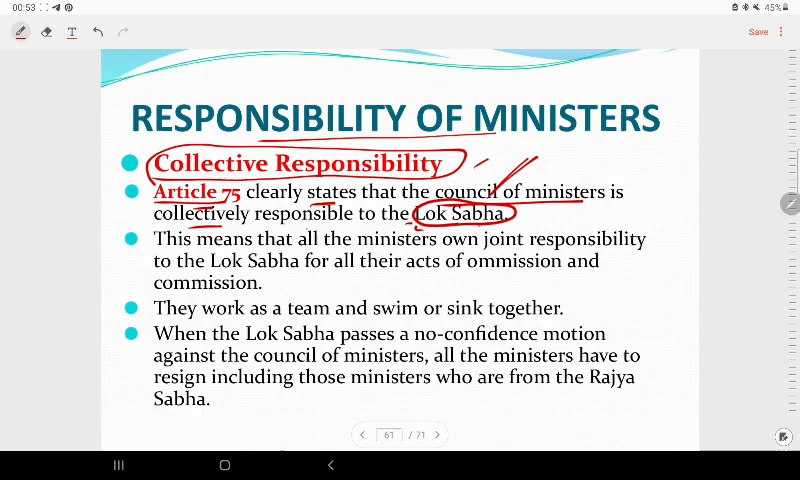 00:53
45%
T
Save
RESPONSIBILITY OF MINISTERS
Collective Responsibility
Article 75 clearly states that the council of ministers is
collectively responsible to the Lok Sabha.
This means that all the ministers own joint responsibility
to the Lok Sabha for all their acts of ommission and
commission.
They work as a team and swim or sink together.
When the Lok Sabha passes a no-confidence motion
against the council of ministers, all the ministers have to
resign including those ministers who are from the Rajya
Sabha.
61 / 71